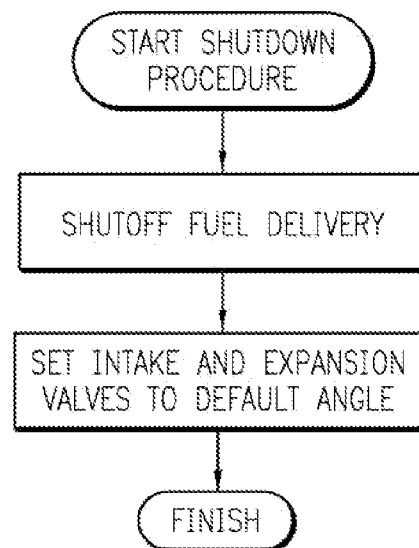 START SHUTDOWN
PROCEDURE
SHUTOFF FUEL DELIVERY
SET INTAKE AND EXPANSION
VALVES TO DEFAULT ANGLE
FINISH